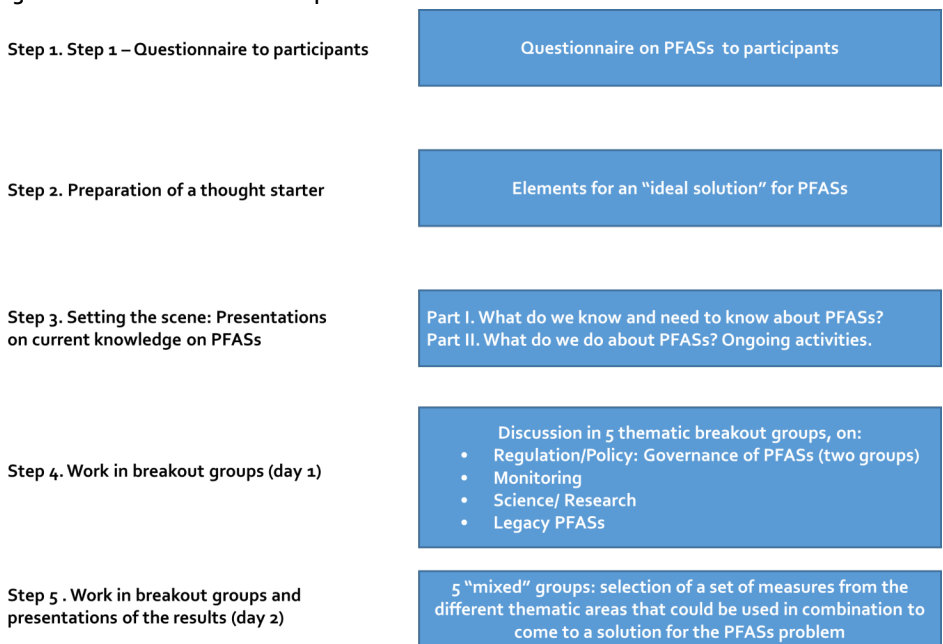 Step 1. Step 1 – Questionnaire to participants
Questionnaire on PFASs to participants
Step 2. Preparation of a thought starter
Elements for an “ideal solution” for PFASs
Step 3. Setting the scene: Presentations
on current knowledge on PFASs
Part I. What do we know and need to know about PFASs?
Part II. What do we do about PFASs? Ongoing activities.
Step 4. Work in breakout groups (day 1)
Discussion in 5 thematic breakout groups, on:
• Regulation/Policy: Governance of PFASs (two groups)
• Monitoring
• Science/ Research
• Legacy PFASs
Step 5 . Work in breakout groups and
presentations of the results (day 2)
5 “mixed” groups: selection of a set of measures from the
different thematic areas that could be used in combination to
come to a solution for the PFASs problem